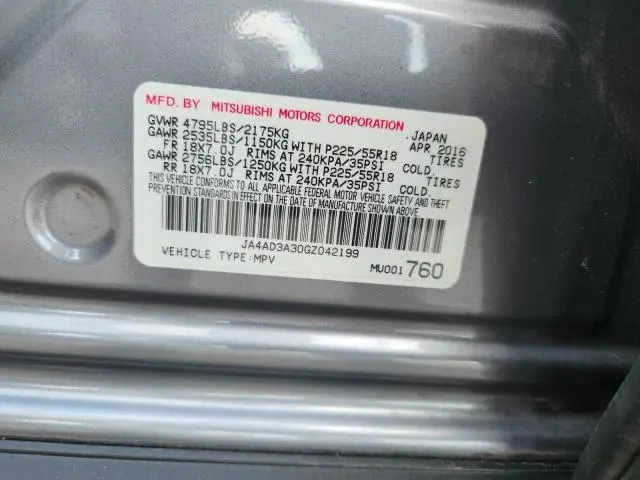 MFD. BY MITSUBISHI MOTORS CORPORATION, JAPAN
GVWR 4795LBS/2175KG APR 2016
GAWR 2535LBS/1150KG WITH P225/55R18 TIRES
FR 18X7.0J RIMS AT 240KPA/35PSI COLD.
GAWR 2756LBS/1250KG WITH P225/55R18 TIRES
RR 18X7.0J RIMS AT 240KPA/35PSI COLD.
THIS VEHICLE CONFORMS TO ALL APPLICABLE FEDERAL MOTOR VEHICLE SAFETY AND THEFT
PREVENTION STANDARDS IN EFFECT ON THE DATE OF MANUFACTURE SHOWN ABOVE.
JA4AD3A30GZ042199
VEHICLE TYPE:MPV MU001760